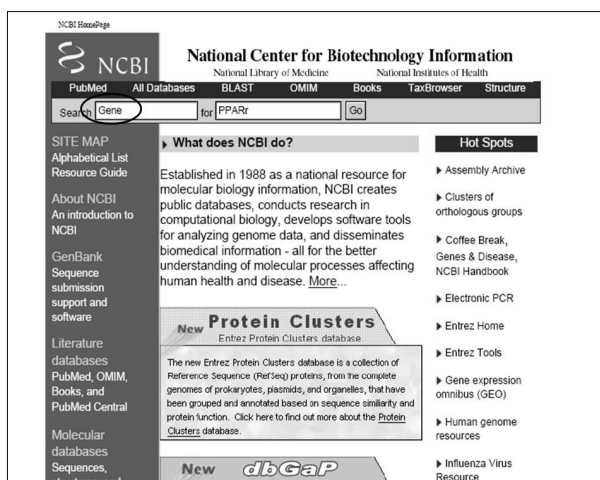 NCBI HomePage
NCBI
National Center for Biotechnology Information
National Library of Medicine National Institutes of Health
PubMed All Databases BLAST OMIM Books TaxBrowser Structure
Search Gene for PPARr Go
SITE MAP
Alphabetical List
Resource Guide
About NCBI
An introduction to
NCBI
GenBank
Sequence
submission
support and
software
Literature
databases
PubMed, OMIM,
Books, and
PubMed Central
Molecular
databases
Sequences,
What does NCBI do?
Established in 1988 as a national resource for
molecular biology information, NCBI creates
public databases, conducts research in
computational biology, develops software tools
for analyzing genome data, and disseminates
biomedical information - all for the better
understanding of molecular processes affecting
human health and disease. More...
New Protein Clusters
Entrez Protein Clusters database
The new Entrez Protein Clusters database is a collection of
Reference Sequence (RefSeq) proteins, from the complete
genomes of prokaryotes, plasmids, and organelles, that have
been grouped and annotated based on sequence similiarity and
protein function. Click here to find out more about the Protein
Clusters database.
New dbGaP
Hot Spots
Assembly Archive
Clusters of
orthologous groups
Coffee Break,
Genes & Disease,
NCBI Handbook
Electronic PCR
Entrez Home
Entrez Tools
Gene expression
omnibus (GEO)
Human genome
resources
Influenza Virus
Resource